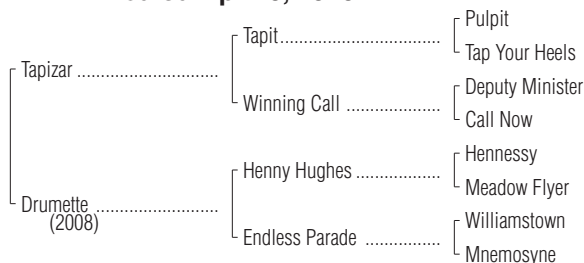 Pulpit
Tapit
Tap Your Heels
Tapizar
Deputy Minister
Winning Call
Call Now
Hennessy
Henny Hughes
Meadow Flyer
Drumette
(2008)
Williamstown
Endless Parade
Mnemosyne